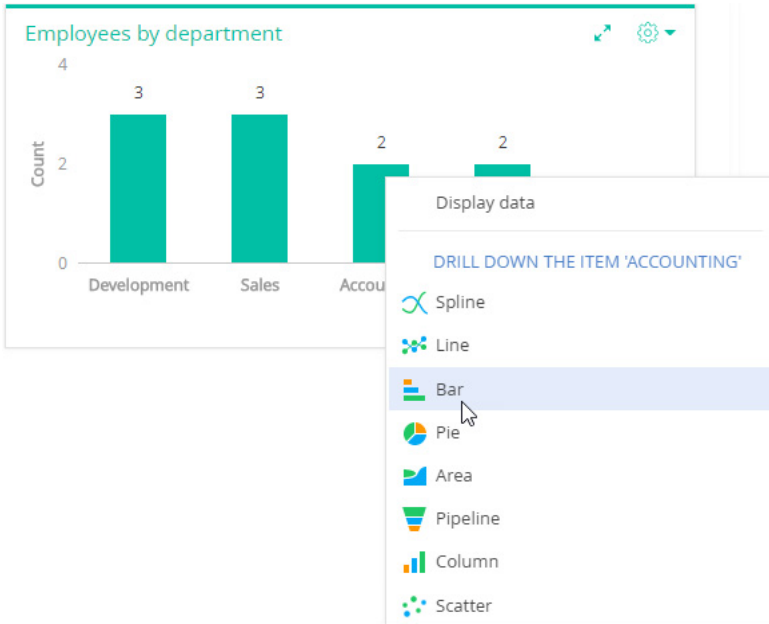 Employees by department
4
3
3
2
2
Count
2
0
Development
Sales
Accou
Display data
DRILL DOWN THE ITEM 'ACCOUNTING'
Spline
Line
Bar
Pie
Area
Pipeline
Column
Scatter